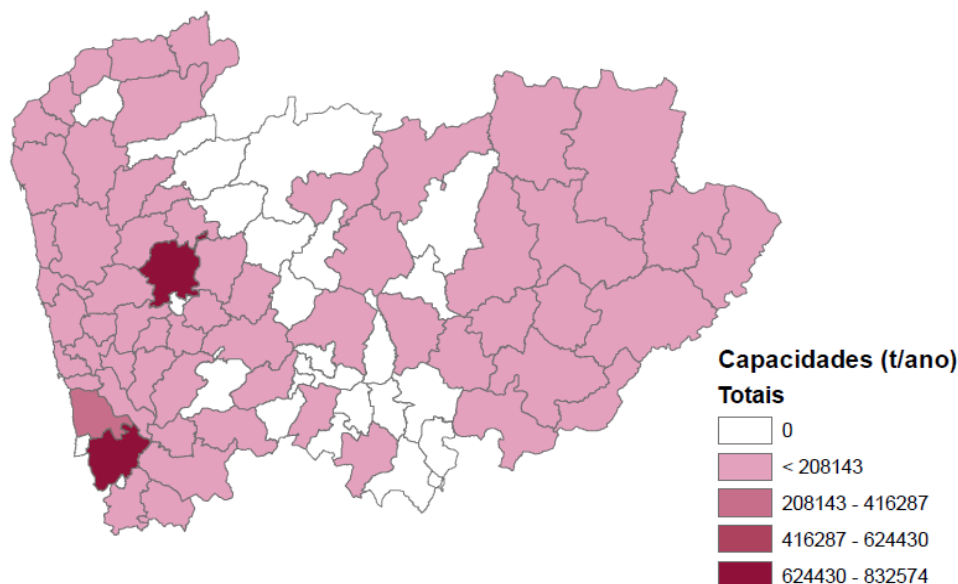 Capacidades (t/ano)
Totais
0
< 208143
208143 - 416287
416287 - 624430
624430 - 832574